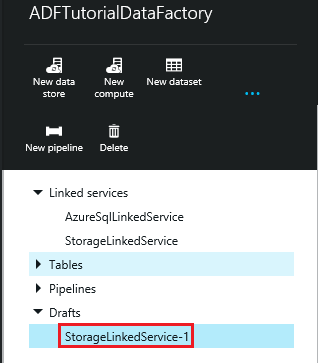 ADFTutorialDataFactory
New data
store
New
compute
New dataset
...
New pipeline
Delete
Linked services
AzureSqlLinkedService
StorageLinkedService
Tables
Pipelines
Drafts
StorageLinkedService-1